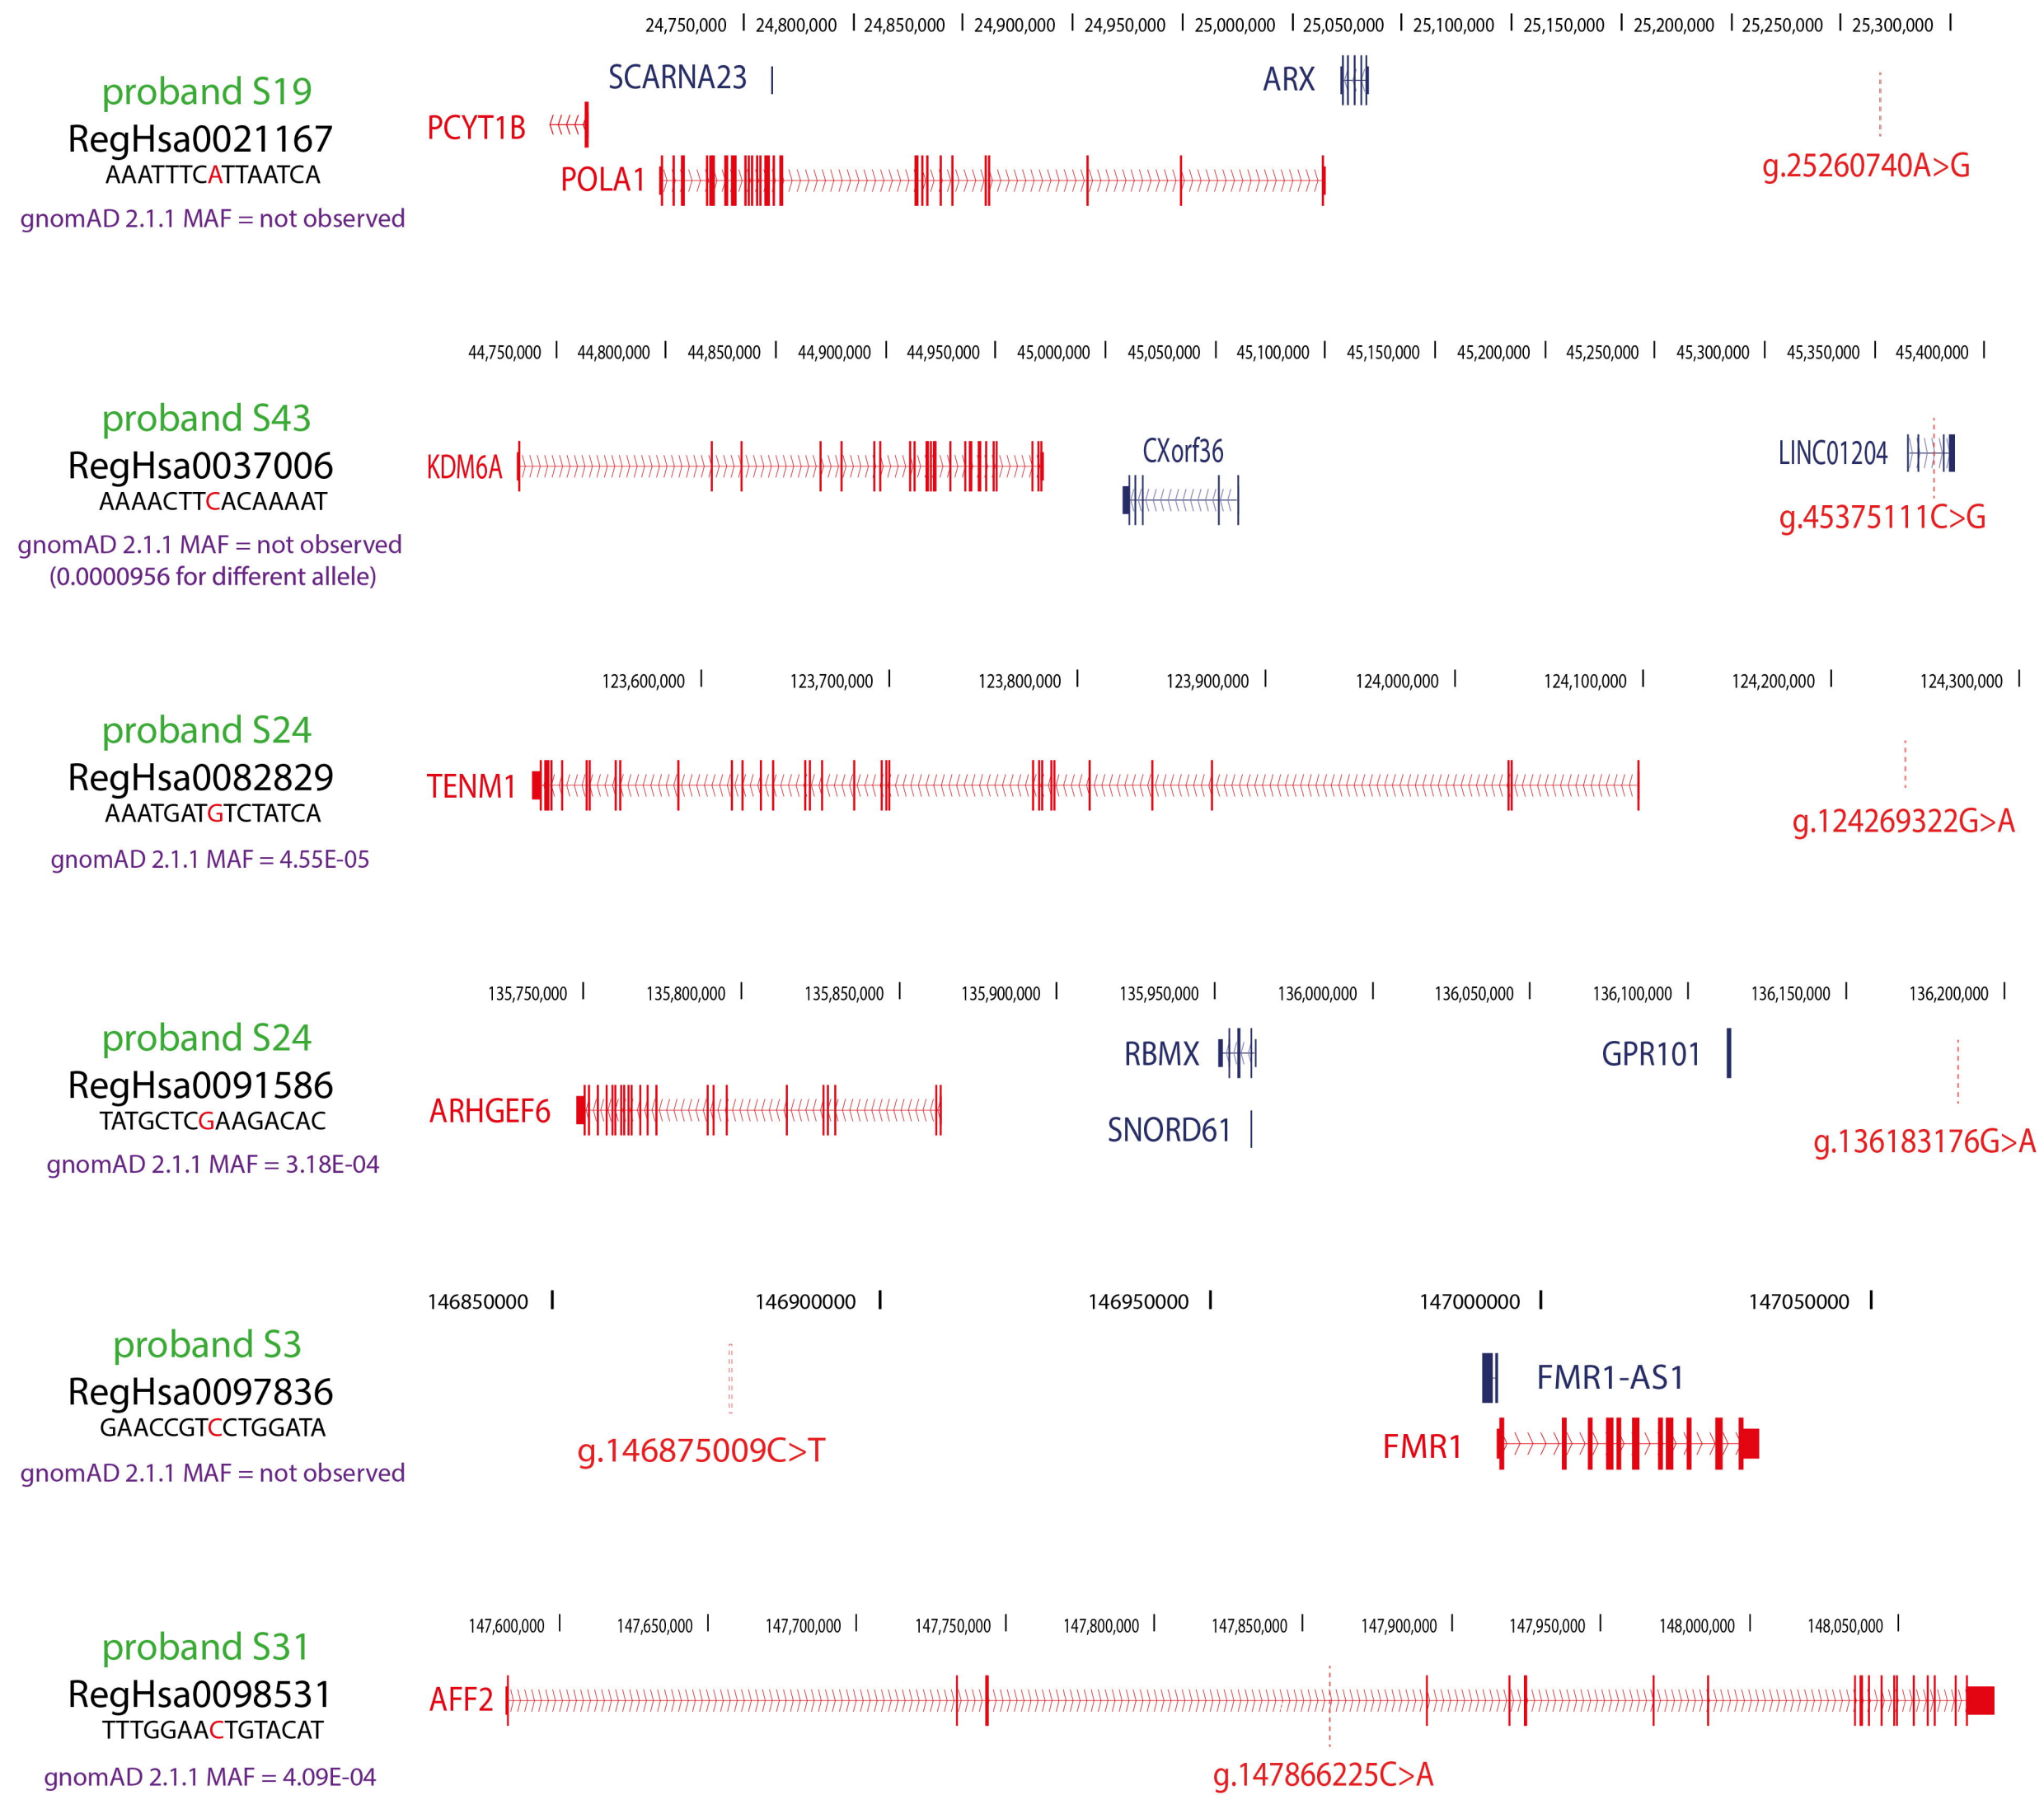 24,750,000 24,800,000 24,850,000 24,900,000 24,950,000 25,000,000 25,050,000 25,100,000 25,150,000 25,200,000 25,250,000 25,300,000
proband S19
RegHsa0021167
AAATTTCATTAATCA
gnomAD 2.1.1 MAF = not observed
SCARNA23
ARX
PCYT1B
POLA1
g.25260740A>G
44,750,000 44,800,000 44,850,000 44,900,000 44,950,000 45,000,000 45,050,000 45,100,000 45,150,000 45,200,000 45,250,000 45,300,000 45,350,000 45,400,000
proband S43
RegHsa0037006
AAAACTTCACAAAAT
gnomAD 2.1.1 MAF = not observed
(0.0000956 for different allele)
KDM6A
CXorf36
LINC01204
g.45375111C>G
123,600,000 123,700,000 123,800,000 123,900,000 124,000,000 124,100,000 124,200,000 124,300,000
proband S24
RegHsa0082829
AAATGATGTCTATCA
gnomAD 2.1.1 MAF = 4.55E-05
TENM1
g.124269322G>A
135,750,000 135,800,000 135,850,000 135,900,000 135,950,000 136,000,000 136,050,000 136,100,000 136,150,000 136,200,000
proband S24
RegHsa0091586
TATGCTCGAAGACAC
gnomAD 2.1.1 MAF = 3.18E-04
RBMX
GPR101
ARHGEF6
SNORD61
g.136183176G>A
146850000 146900000 146950000 147000000 147050000
proband S3
RegHsa0097836
GAACCGTCCTGGATA
gnomAD 2.1.1 MAF = not observed
g.146875009C>T
FMR1-AS1
FMR1
147,600,000 147,650,000 147,700,000 147,750,000 147,800,000 147,850,000 147,900,000 147,950,000 148,000,000 148,050,000
proband S31
RegHsa0098531
TTTGGAACTGTACAT
gnomAD 2.1.1 MAF = 4.09E-04
AFF2
g.147866225C>A